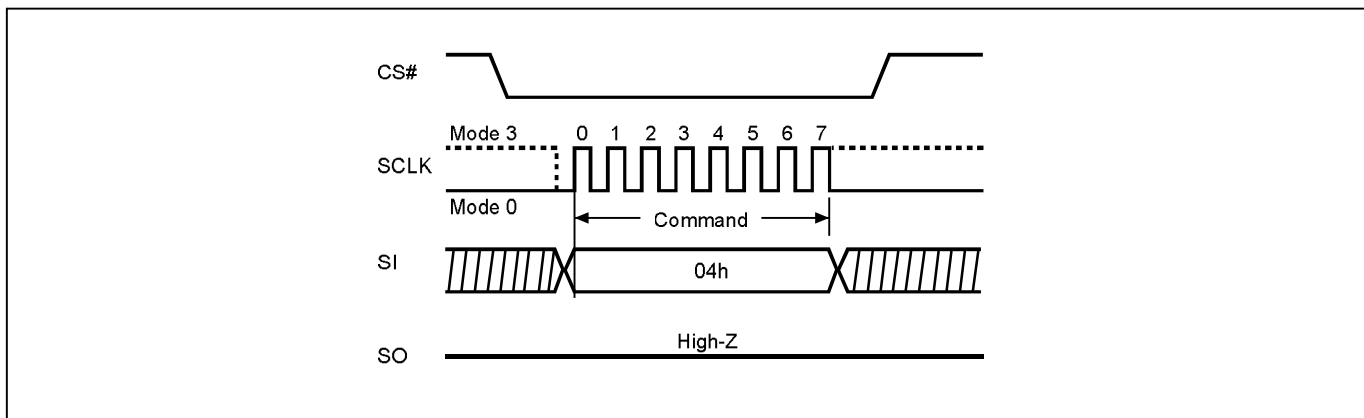 CS#
Mode 3
0 1 2 3 4 5 6 7
SCLK
Mode 0
Command
SI
04h
High-Z
SO